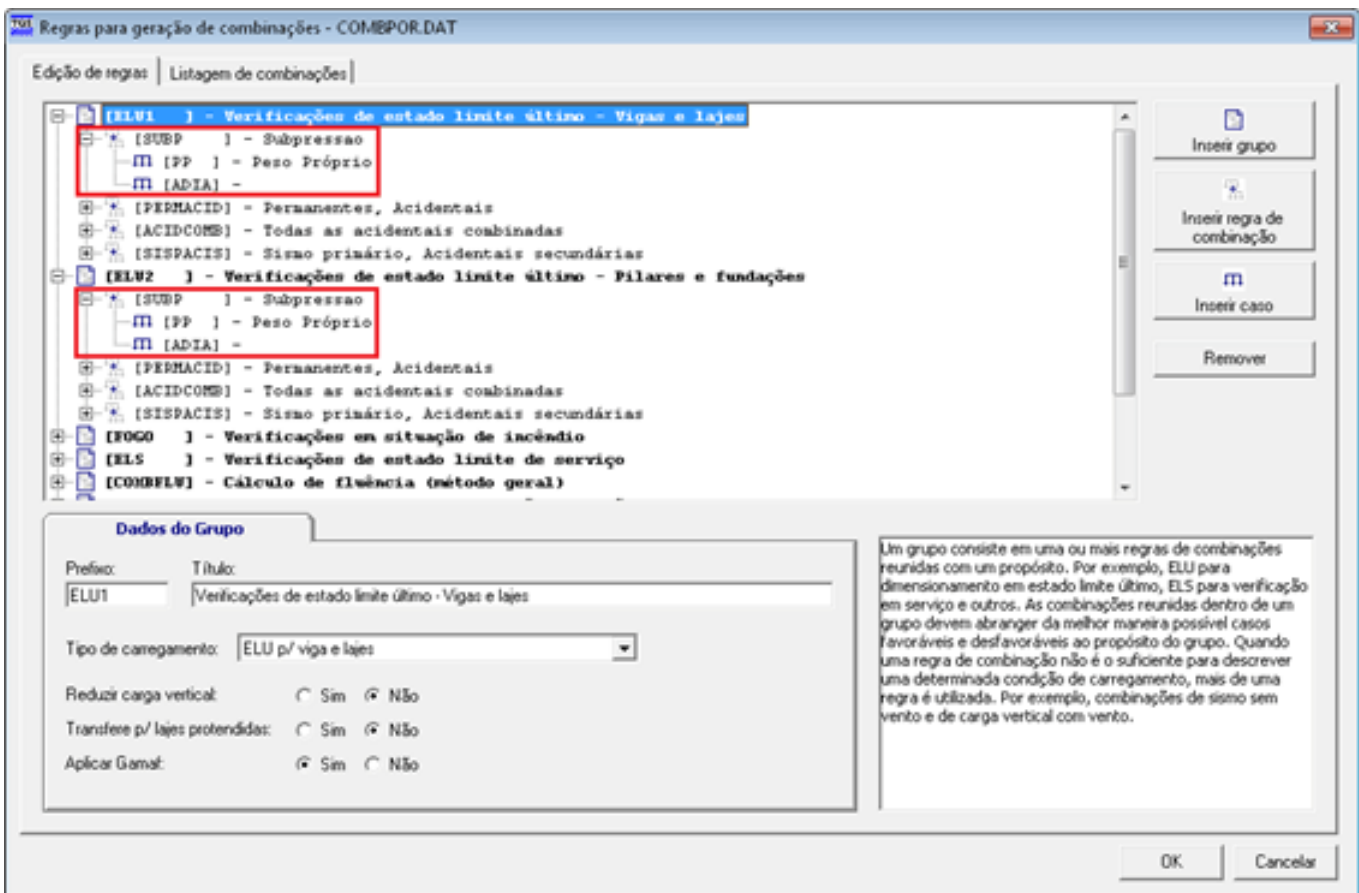 TQS Regras para geração de combinações - COMBPOR.DAT
Edição de regras Listagem de combinações
[ELU1 ] - Verificações de estado limite último - Vigas e lajes
[SUBP ] - Subpressao
[PP ] - Peso Próprio
[ADIA] -
[PERMACID] - Permanentes, Acidentais
[ACIDCOMB] - Todas as acidentais combinadas
[SISPACIS] - Sismo primário, Acidentais secundárias
[ELU2 ] - Verificações de estado limite último - Pilares e fundações
[SUBP ] - Subpressao
[PP ] - Peso Próprio
[ADIA] -
[PERMACID] - Permanentes, Acidentais
[ACIDCOMB] - Todas as acidentais combinadas
[SISPACIS] - Sismo primário, Acidentais secundárias
[FOGO ] - Verificações em situação de incêndio
[ELS ] - Verificações de estado limite de serviço
[COMBFLU] - Cálculo de fluência (método geral)
Inserir grupo
Inserir regra de
combinação
Inserir caso
Remover
Dados do Grupo
Prefixo: Título:
ELU1 Verificações de estado limite último - Vigas e lajes
Tipo de carregamento: ELU p/ viga e lajes
Reduzir carga vertical: Sim Não
Transfere p/ lajes protendidas: Sim Não
Aplicar Gamaf: Sim Não
Um grupo consiste em uma ou mais regras de combinações
reunidas com um propósito. Por exemplo, ELU para
dimensionamento em estado limite último, ELS para verificação
em serviço e outros. As combinações reunidas dentro de um
grupo devem abranger da melhor maneira possível casos
favoráveis e desfavoráveis ao propósito do grupo. Quando
uma regra de combinação não é o suficiente para descrever
uma determinada condição de carregamento, mais de uma
regra é utilizada. Por exemplo, combinações de sismo sem
vento e de carga vertical com vento.
OK Cancelar